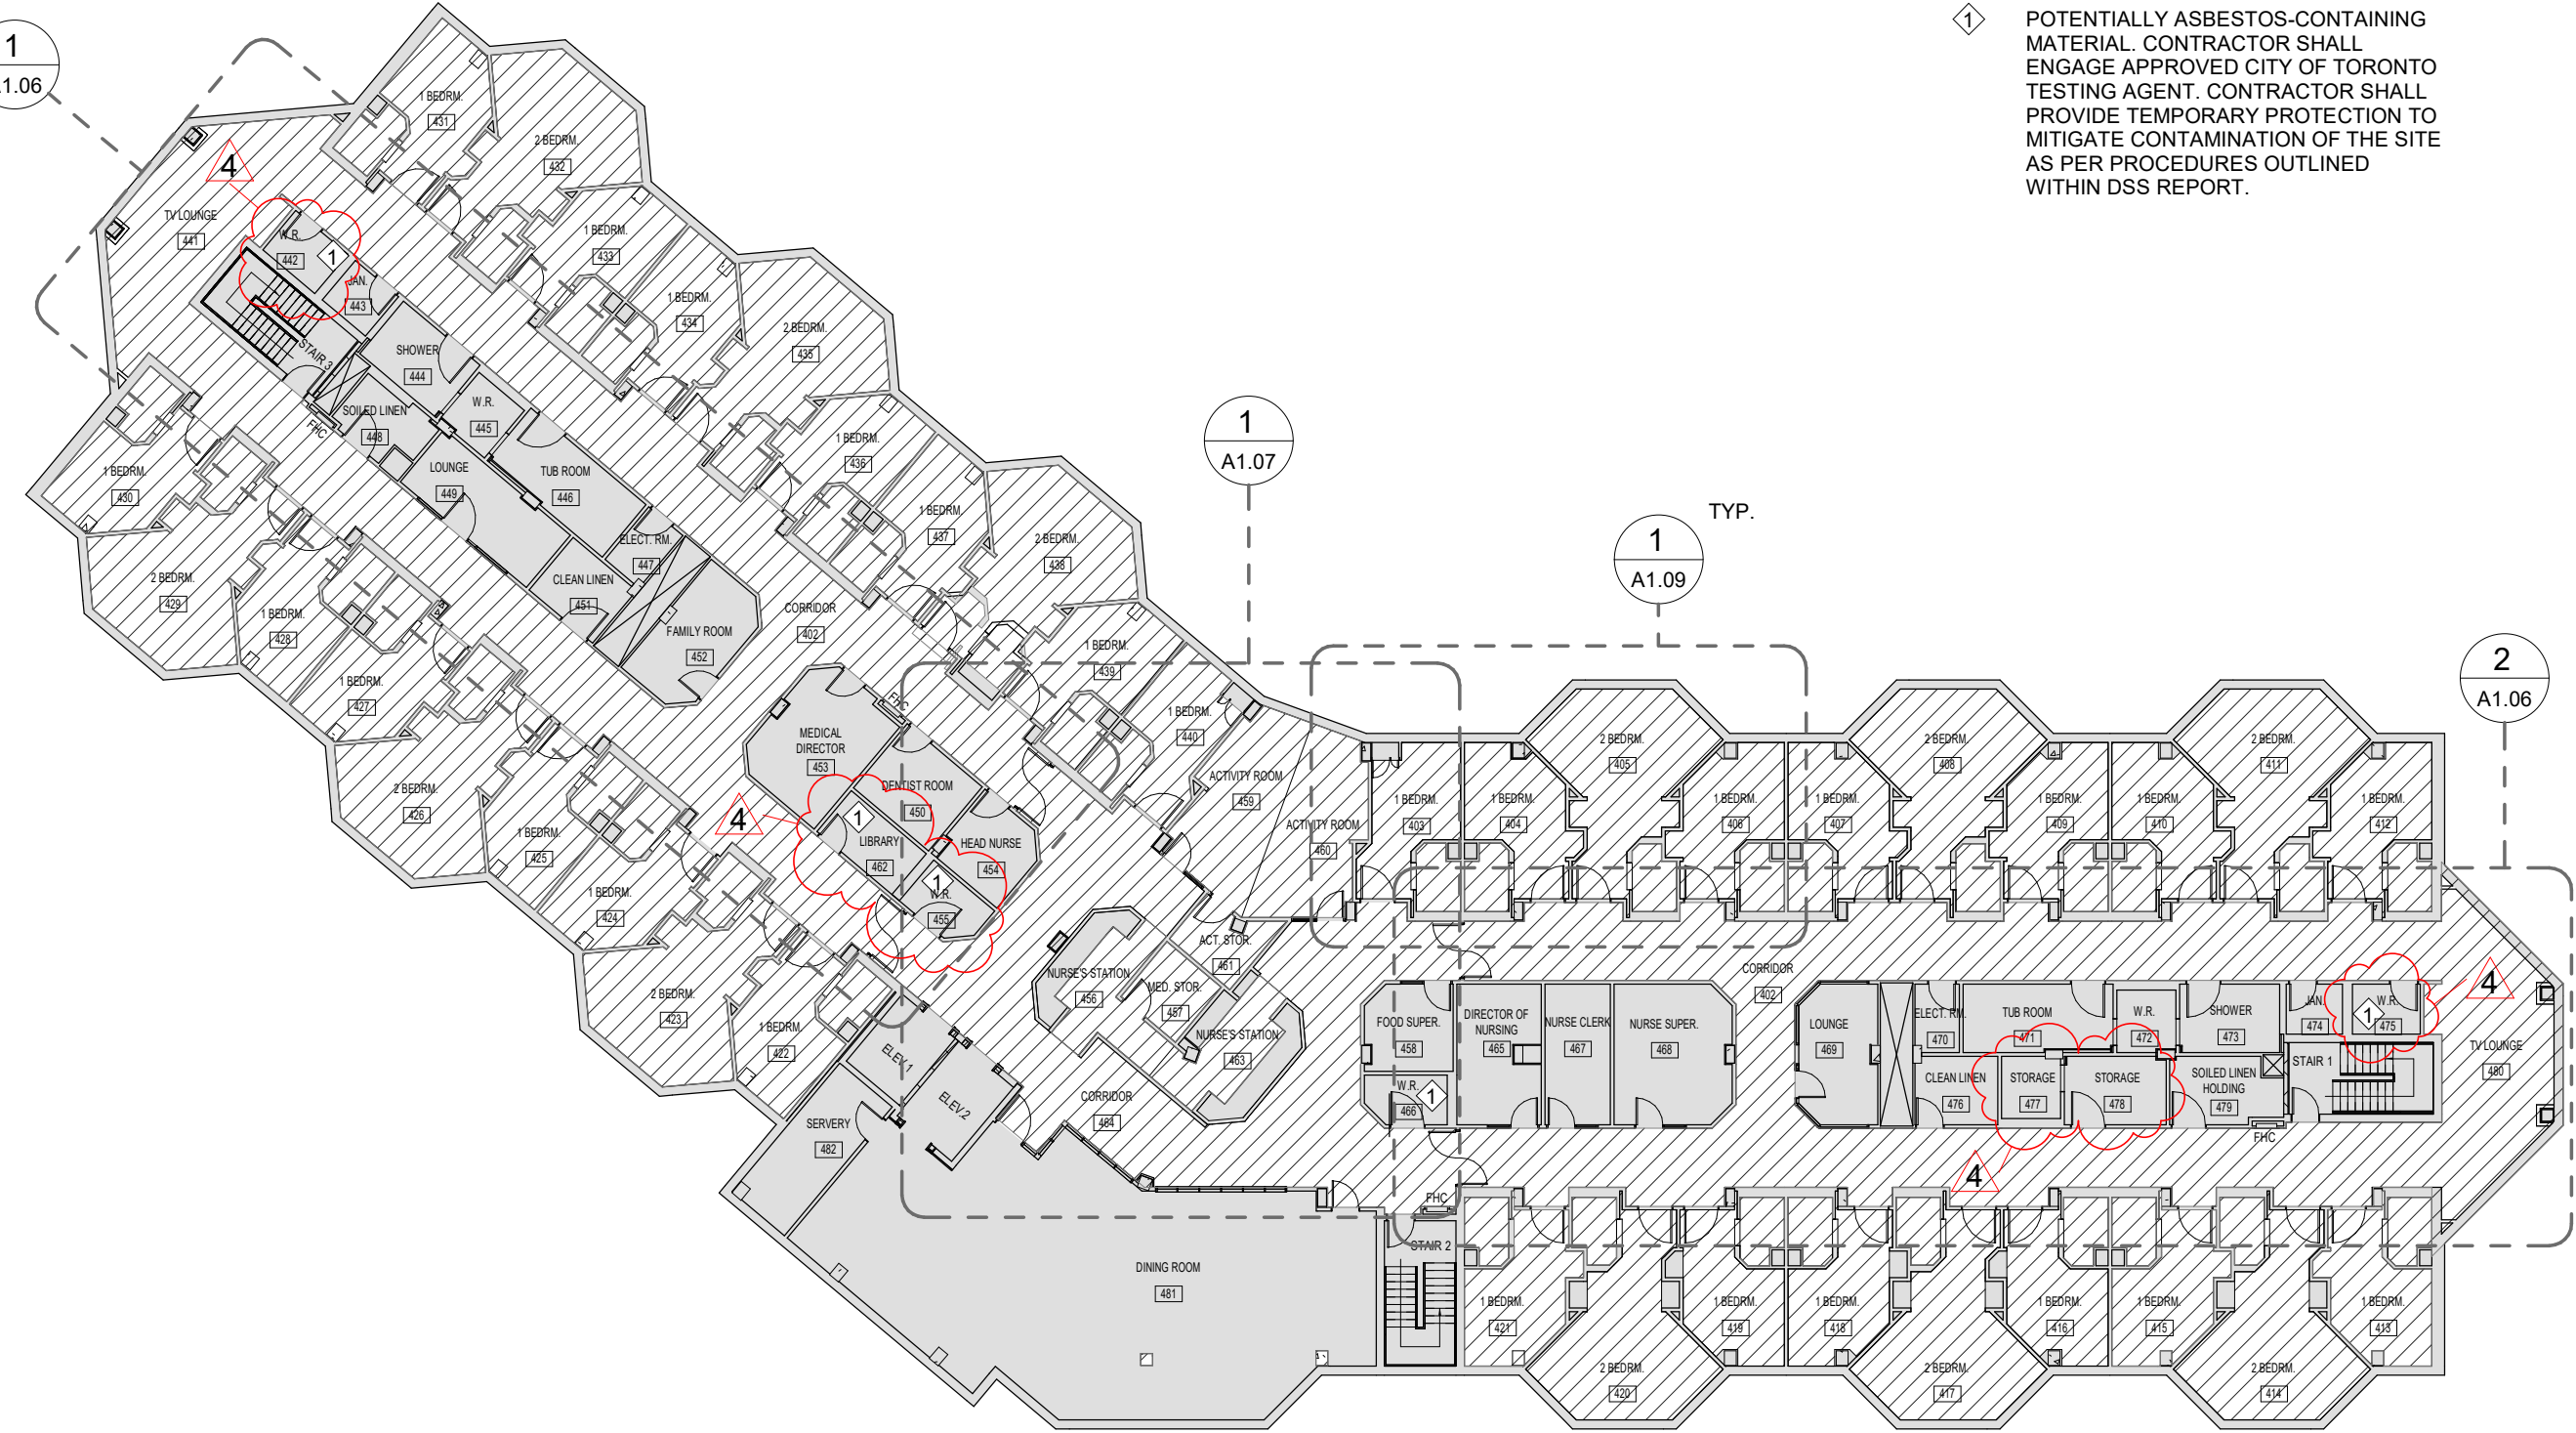 1
POTENTIALLY ASBESTOS-CONTAINING
MATERIAL. CONTRACTOR SHALL
ENGAGE APPROVED CITY OF TORONTO
TESTING AGENT. CONTRACTOR SHALL
PROVIDE TEMPORARY PROTECTION TO
MITIGATE CONTAMINATION OF THE SITE
AS PER PROCEDURES OUTLINED
WITHIN DSS REPORT.
1
1.06
1 BEDRM.
431
2 BEDRM.
432
4
TV LOUNGE
441
W.R.
442
1
JAN.
443
1 BEDRM.
433
1 BEDRM.
434
2 BEDRM.
435
STAIR 3
SHOWER
444
W.R.
445
SOILED LINEN
448
FHC
LOUNGE
449
TUB ROOM
446
ELECT. RM.
447
CLEAN LINEN
451
FAMILY ROOM
452
CORRIDOR
402
1 BEDRM.
436
1 BEDRM.
437
2 BEDRM.
438
1 BEDRM.
439
1 BEDRM.
440
1 BEDRM.
430
2 BEDRM.
429
1 BEDRM.
428
1 BEDRM.
427
2 BEDRM.
426
1 BEDRM.
425
1 BEDRM.
424
2 BEDRM.
423
1 BEDRM.
422
1
A1.07
1
A1.09
TYP.
2
A1.06
MEDICAL
DIRECTOR
453
FHC
DENTIST ROOM
450
4
1
LIBRARY
462
HEAD NURSE
454
1
W.R.
455
ACTIVITY ROOM
459
ACTIVITY ROOM
460
ACT. STOR.
461
NURSE'S STATION
456
MED. STOR.
457
NURSE'S STATION
463
CORRIDOR
464
ELEV.1
ELEV.2
SERVERY
482
DINING ROOM
481
STAIR 2
FHC
1 BEDRM.
403
1 BEDRM.
404
2 BEDRM.
405
1 BEDRM.
406
1 BEDRM.
407
2 BEDRM.
408
1 BEDRM.
409
1 BEDRM.
410
2 BEDRM.
411
1 BEDRM.
412
CORRIDOR
402
FOOD SUPER.
458
W.R.
466
1
DIRECTOR OF
NURSING
465
NURSE CLERK
467
NURSE SUPER.
468
LOUNGE
469
ELECT. RM.
470
TUB ROOM
471
W.R.
472
SHOWER
473
JAN.
474
W.R.
1
475
4
CLEAN LINEN
476
STORAGE
477
STORAGE
478
SOILED LINEN
HOLDING
479
STAIR 1
FHC
TV LOUNGE
480
4
1 BEDRM.
421
2 BEDRM.
420
1 BEDRM.
419
1 BEDRM.
418
2 BEDRM.
417
1 BEDRM.
416
1 BEDRM.
415
2 BEDRM.
414
1 BEDRM.
413